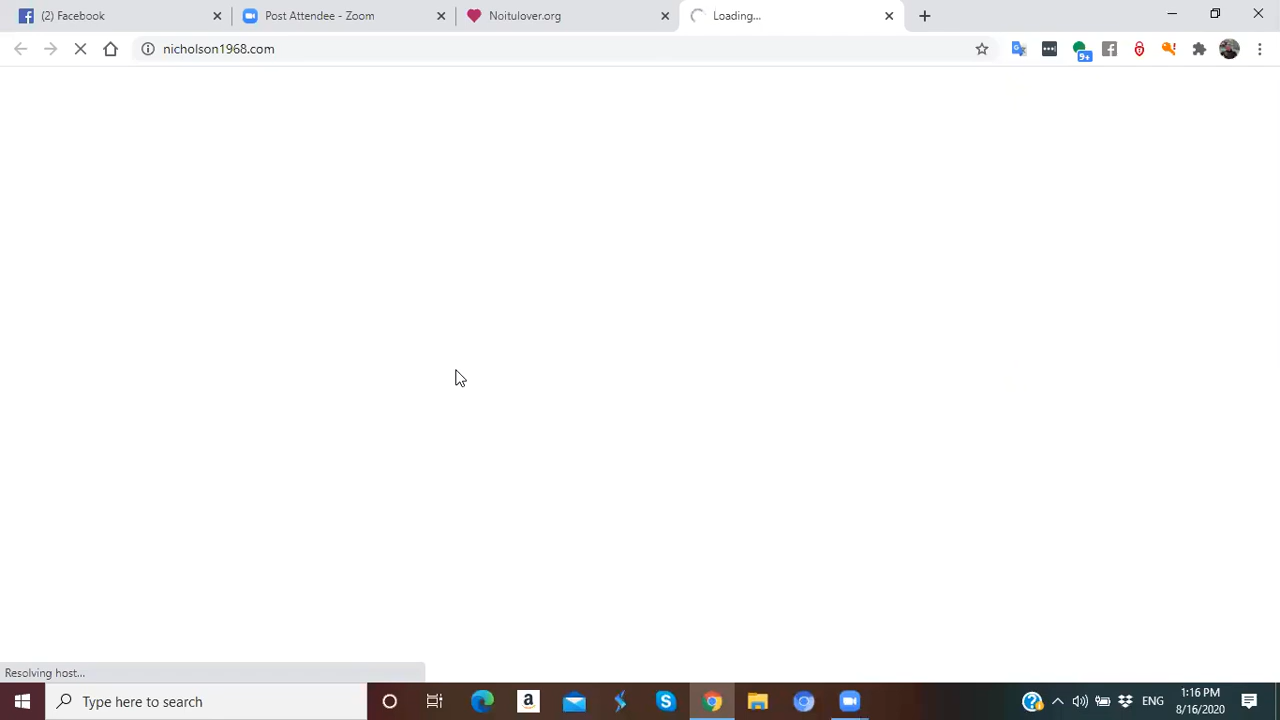 (2) Facebook
Post Attendee - Zoom
Noitulover.org
Loading...
nicholson1968.com
9+
Resolving host...
Type here to search
ENG
1:16 PM
8/16/2020